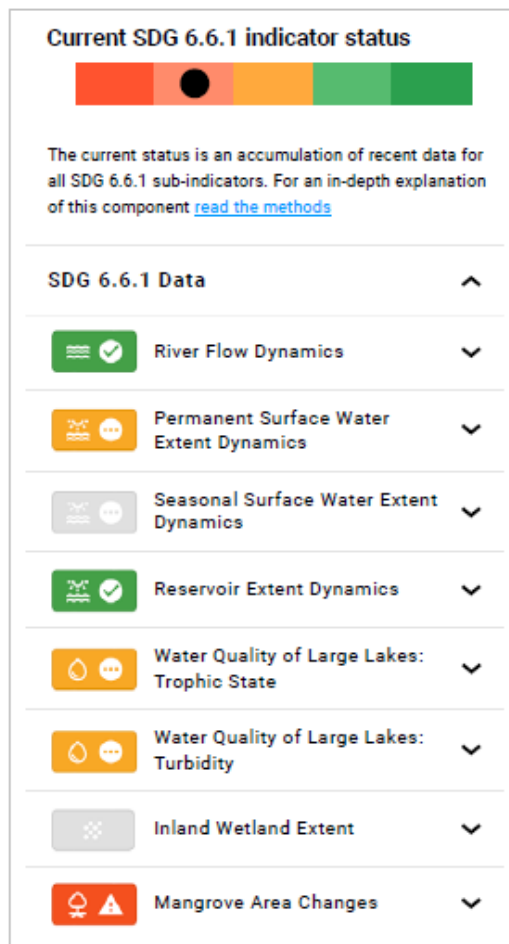 Current SDG 6.6.1 indicator status
The current status is an accumulation of recent data for
all SDG 6.6.1 sub-indicators. For an in-depth explanation
of this component read the methods
SDG 6.6.1 Data
River Flow Dynamics
Permanent Surface Water
Extent Dynamics
Seasonal Surface Water Extent
Dynamics
Reservoir Extent Dynamics
Water Quality of Large Lakes:
Trophic State
Water Quality of Large Lakes:
Turbidity
Inland Wetland Extent
Mangrove Area Changes